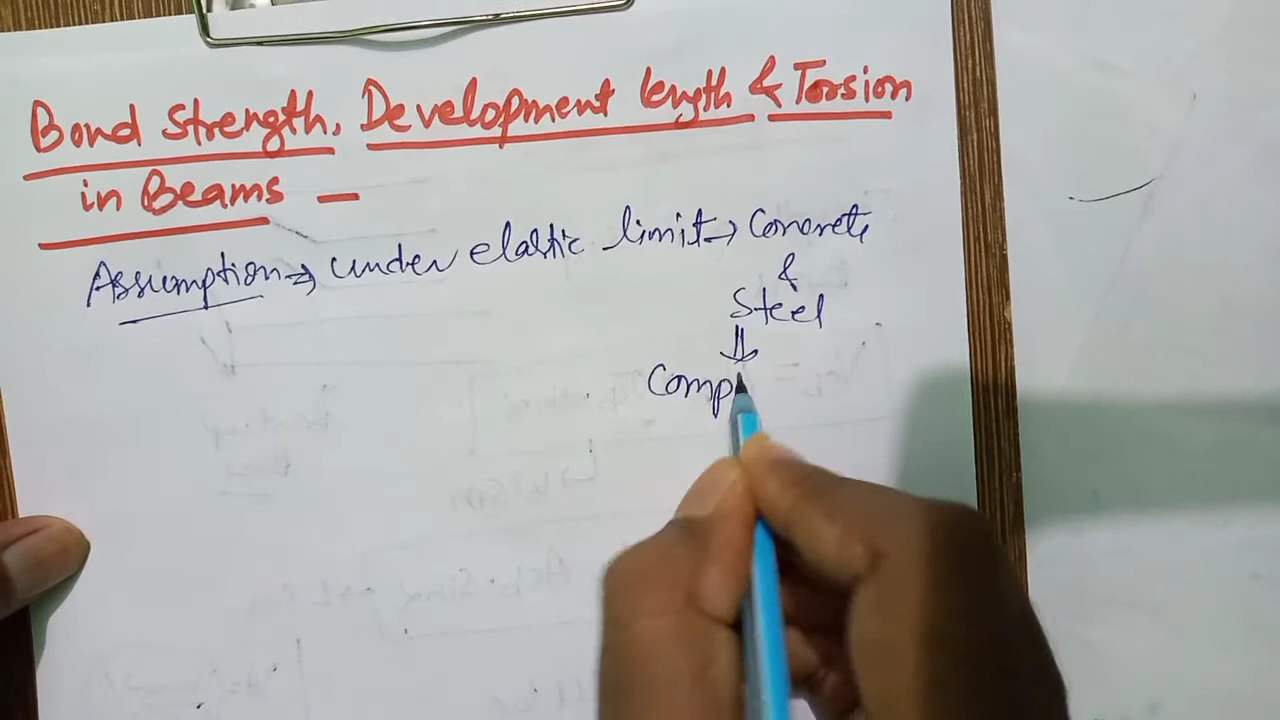 Bond Strength, Development length & Torsion
in Beams –
Assumption ⇒ under elastic limit → Concrete
&
Steel
⇓
Comp